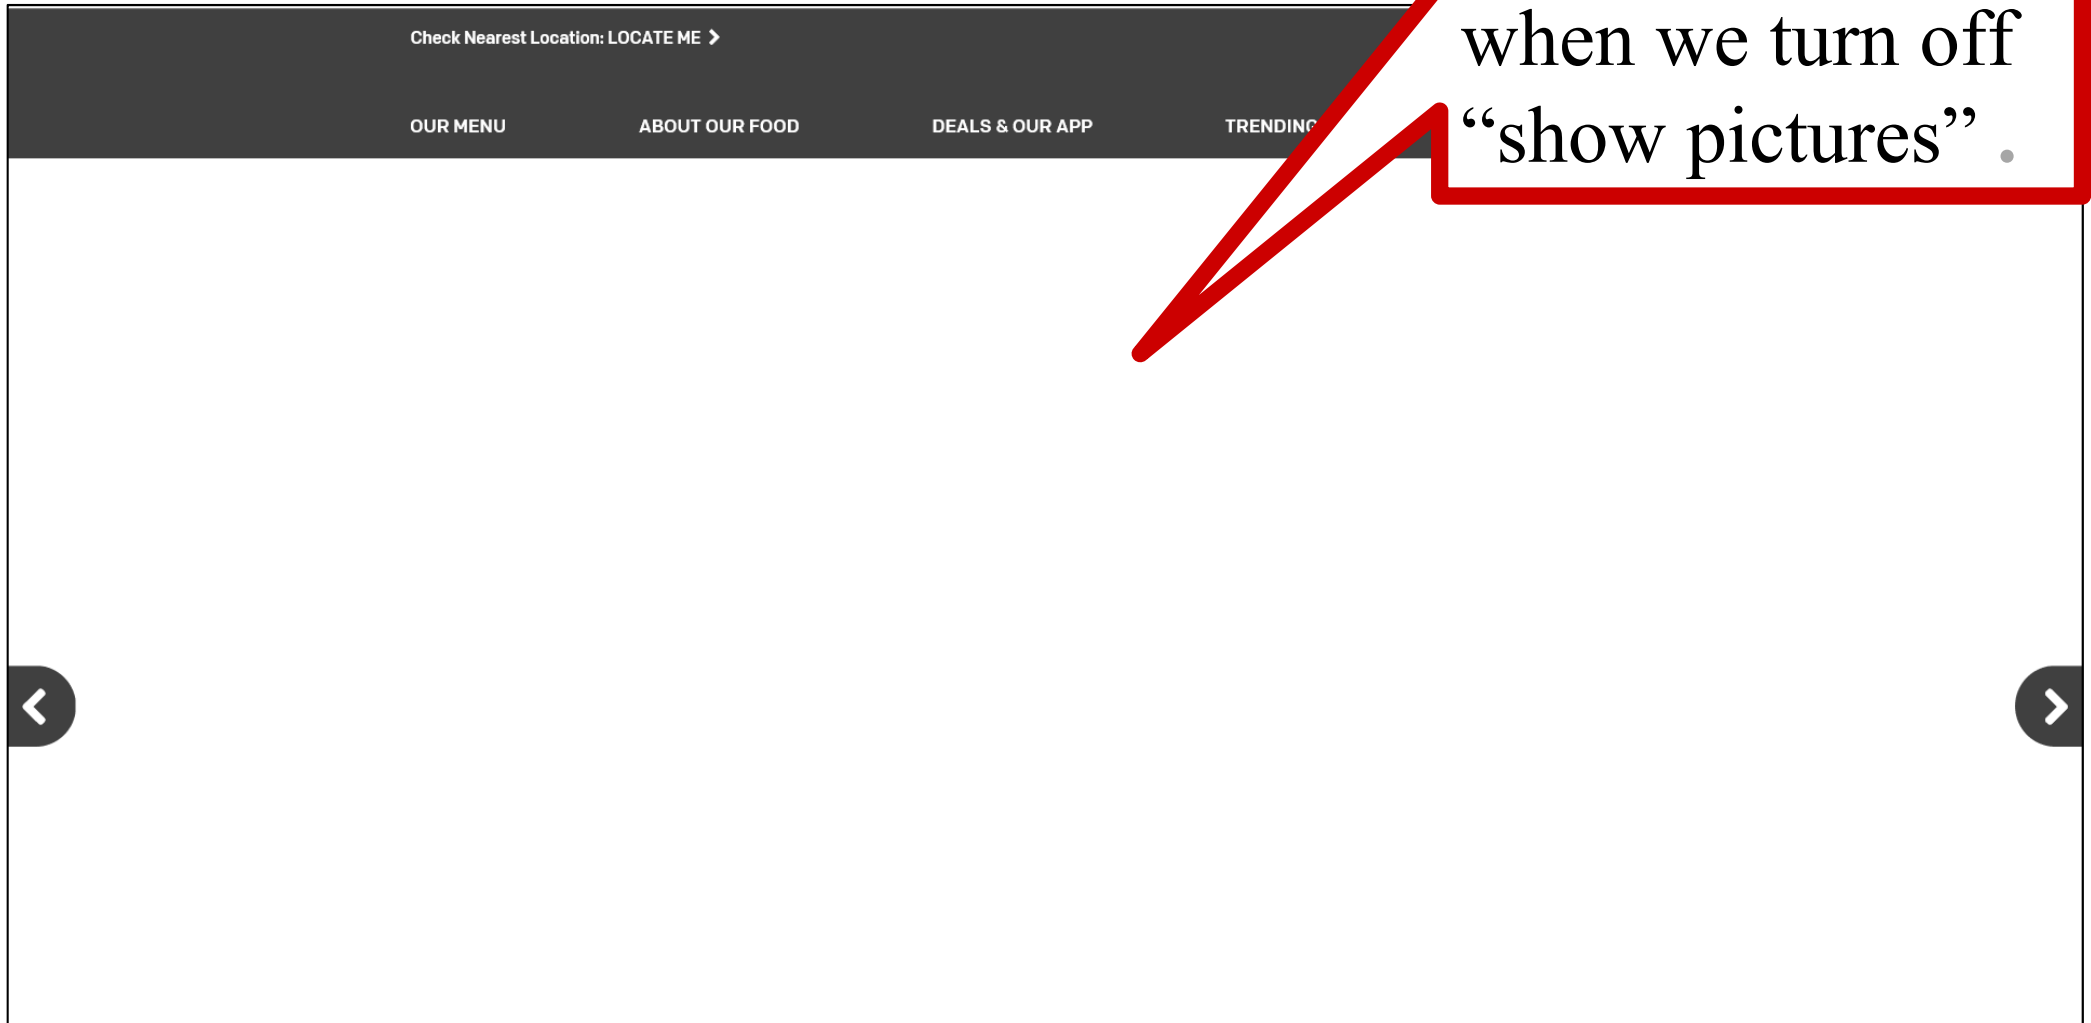 Check Nearest Location: LOCATE ME
OUR MENU ABOUT OUR FOOD DEALS & OUR APP TRENDING
when we turn off
“show pictures” .